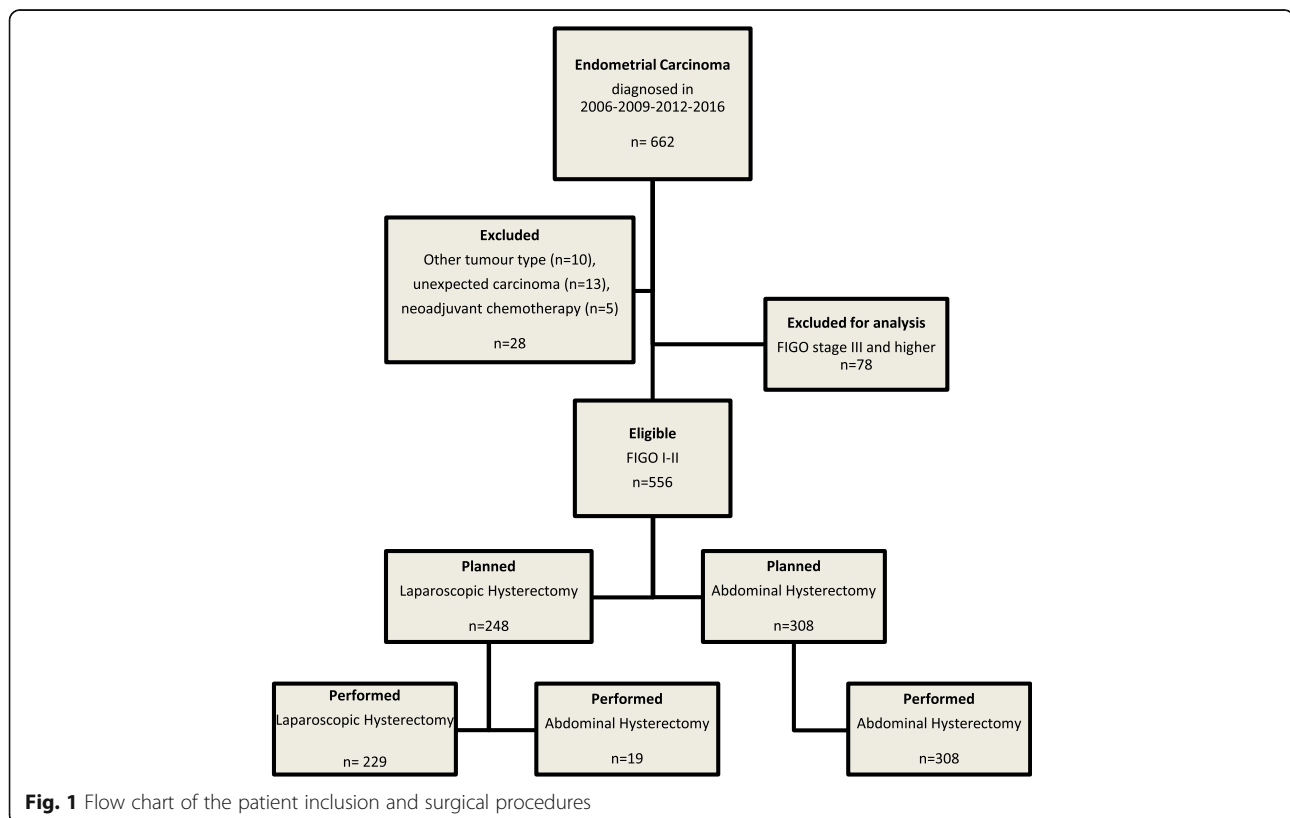 Endometrial Carcinoma
diagnosed in
2006-2009-2012-2016
n= 662
Excluded
Other tumour type (n=10),
unexpected carcinoma (n=13),
neoadjuvant chemotherapy (n=5)
n=28
Excluded for analysis
FIGO stage III and higher
n=78
Eligible
FIGO I-II
n=556
Planned
Laparoscopic Hysterectomy
n=248
Planned
Abdominal Hysterectomy
n=308
Performed
Laparoscopic Hysterectomy
n= 229
Performed
Abdominal Hysterectomy
n=19
Performed
Abdominal Hysterectomy
n=308
Fig. 1 Flow chart of the patient inclusion and surgical procedures